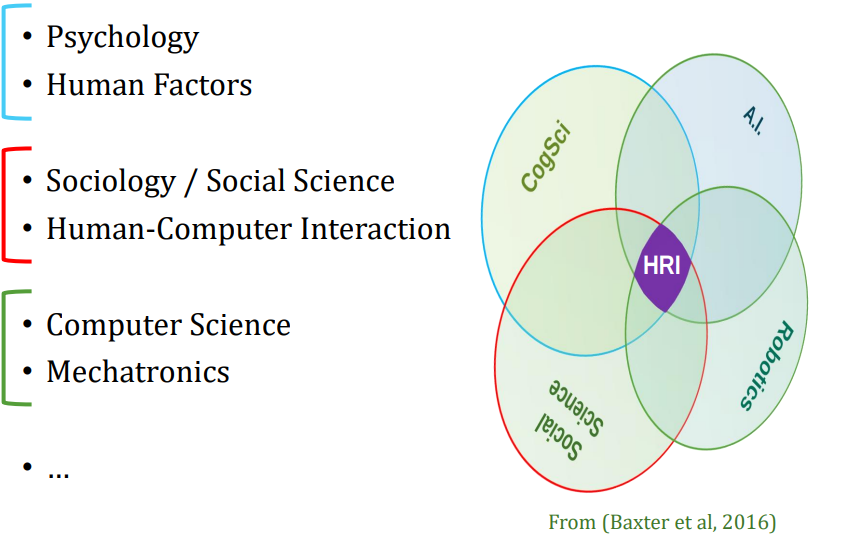 • Psychology
• Human Factors
• Sociology / Social Science
• Human-Computer Interaction
• Computer Science
• Mechatronics
• ...
CogSci
A.I.
HRI
Robotics
Social
Science
From (Baxter et al, 2016)